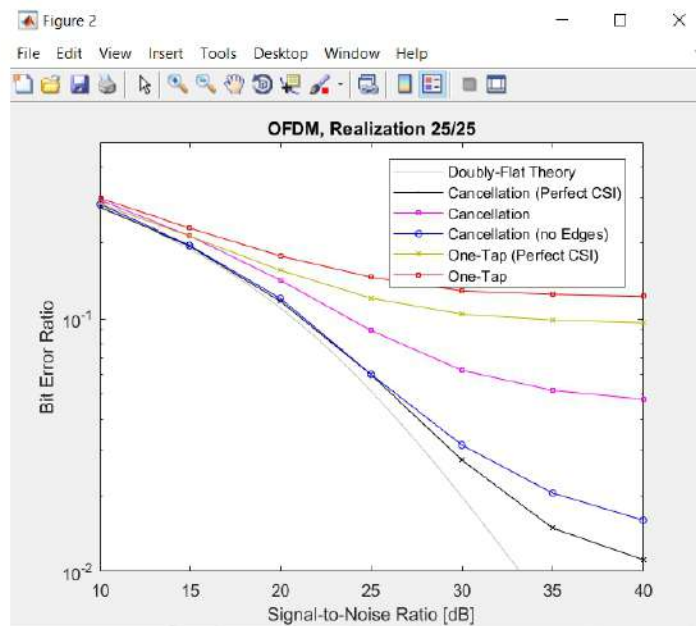 Figure 2
File Edit View Insert Tools Desktop Window Help
OFDM, Realization 25/25
Doubly-Flat Theory
Cancellation (Perfect CSI)
Cancellation
Cancellation (no Edges)
One-Tap (Perfect CSI)
One-Tap
Bit Error Ratio
10^-1
10^-2
10 15 20 25 30 35 40
Signal-to-Noise Ratio [dB]